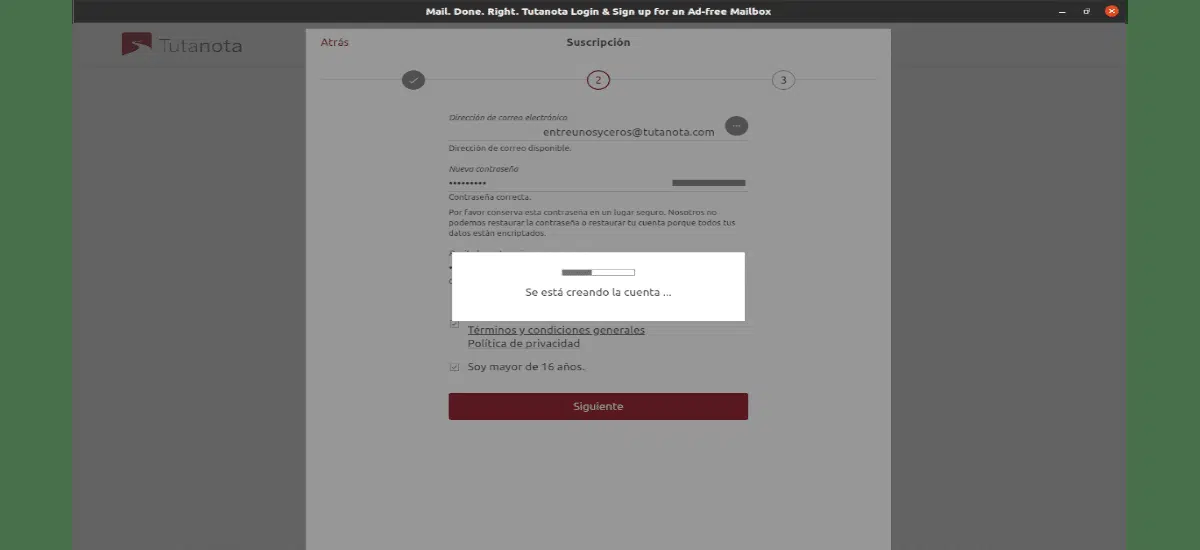 Mail. Done. Right. Tutanota Login & Sign up for an Ad-free Mailbox
Tutanota
Atrás
Suscripción
2
3
Dirección de correo electrónico
entreunosyceros@tutanota.com
Dirección de correo disponible.
Nueva contraseña
Contraseña correcta.
Por favor conserva esta contraseña en un lugar seguro. Nosotros no
podemos restaurar la contraseña o restaurar tu cuenta porque todos tus
datos están encriptados.
Se está creando la cuenta ...
Términos y condiciones generales
Política de privacidad
Soy mayor de 16 años.
Siguiente